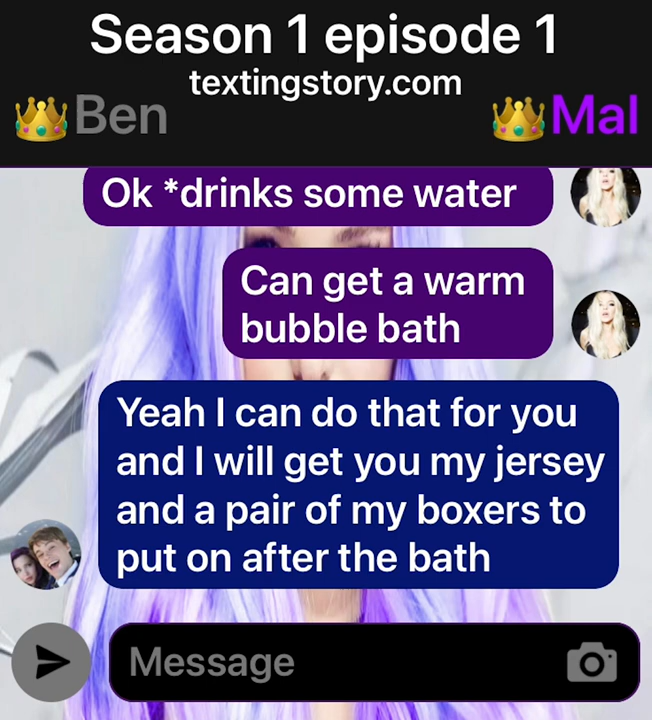 Season 1 episode 1
textingstory.com
👑Ben
👑Mal
Ok *drinks some water
Can get a warm
bubble bath
Yeah I can do that for you
and I will get you my jersey
and a pair of my boxers to
put on after the bath
Message